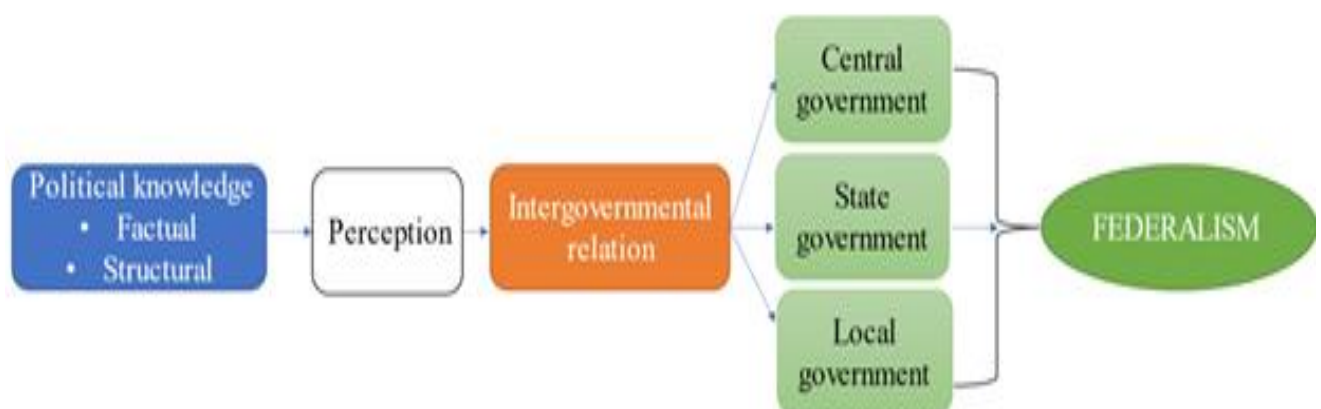 Political knowledge
• Factual
• Structural
Perception
Intergovernmental
relation
Central
government
State
government
Local
government
FEDERALISM